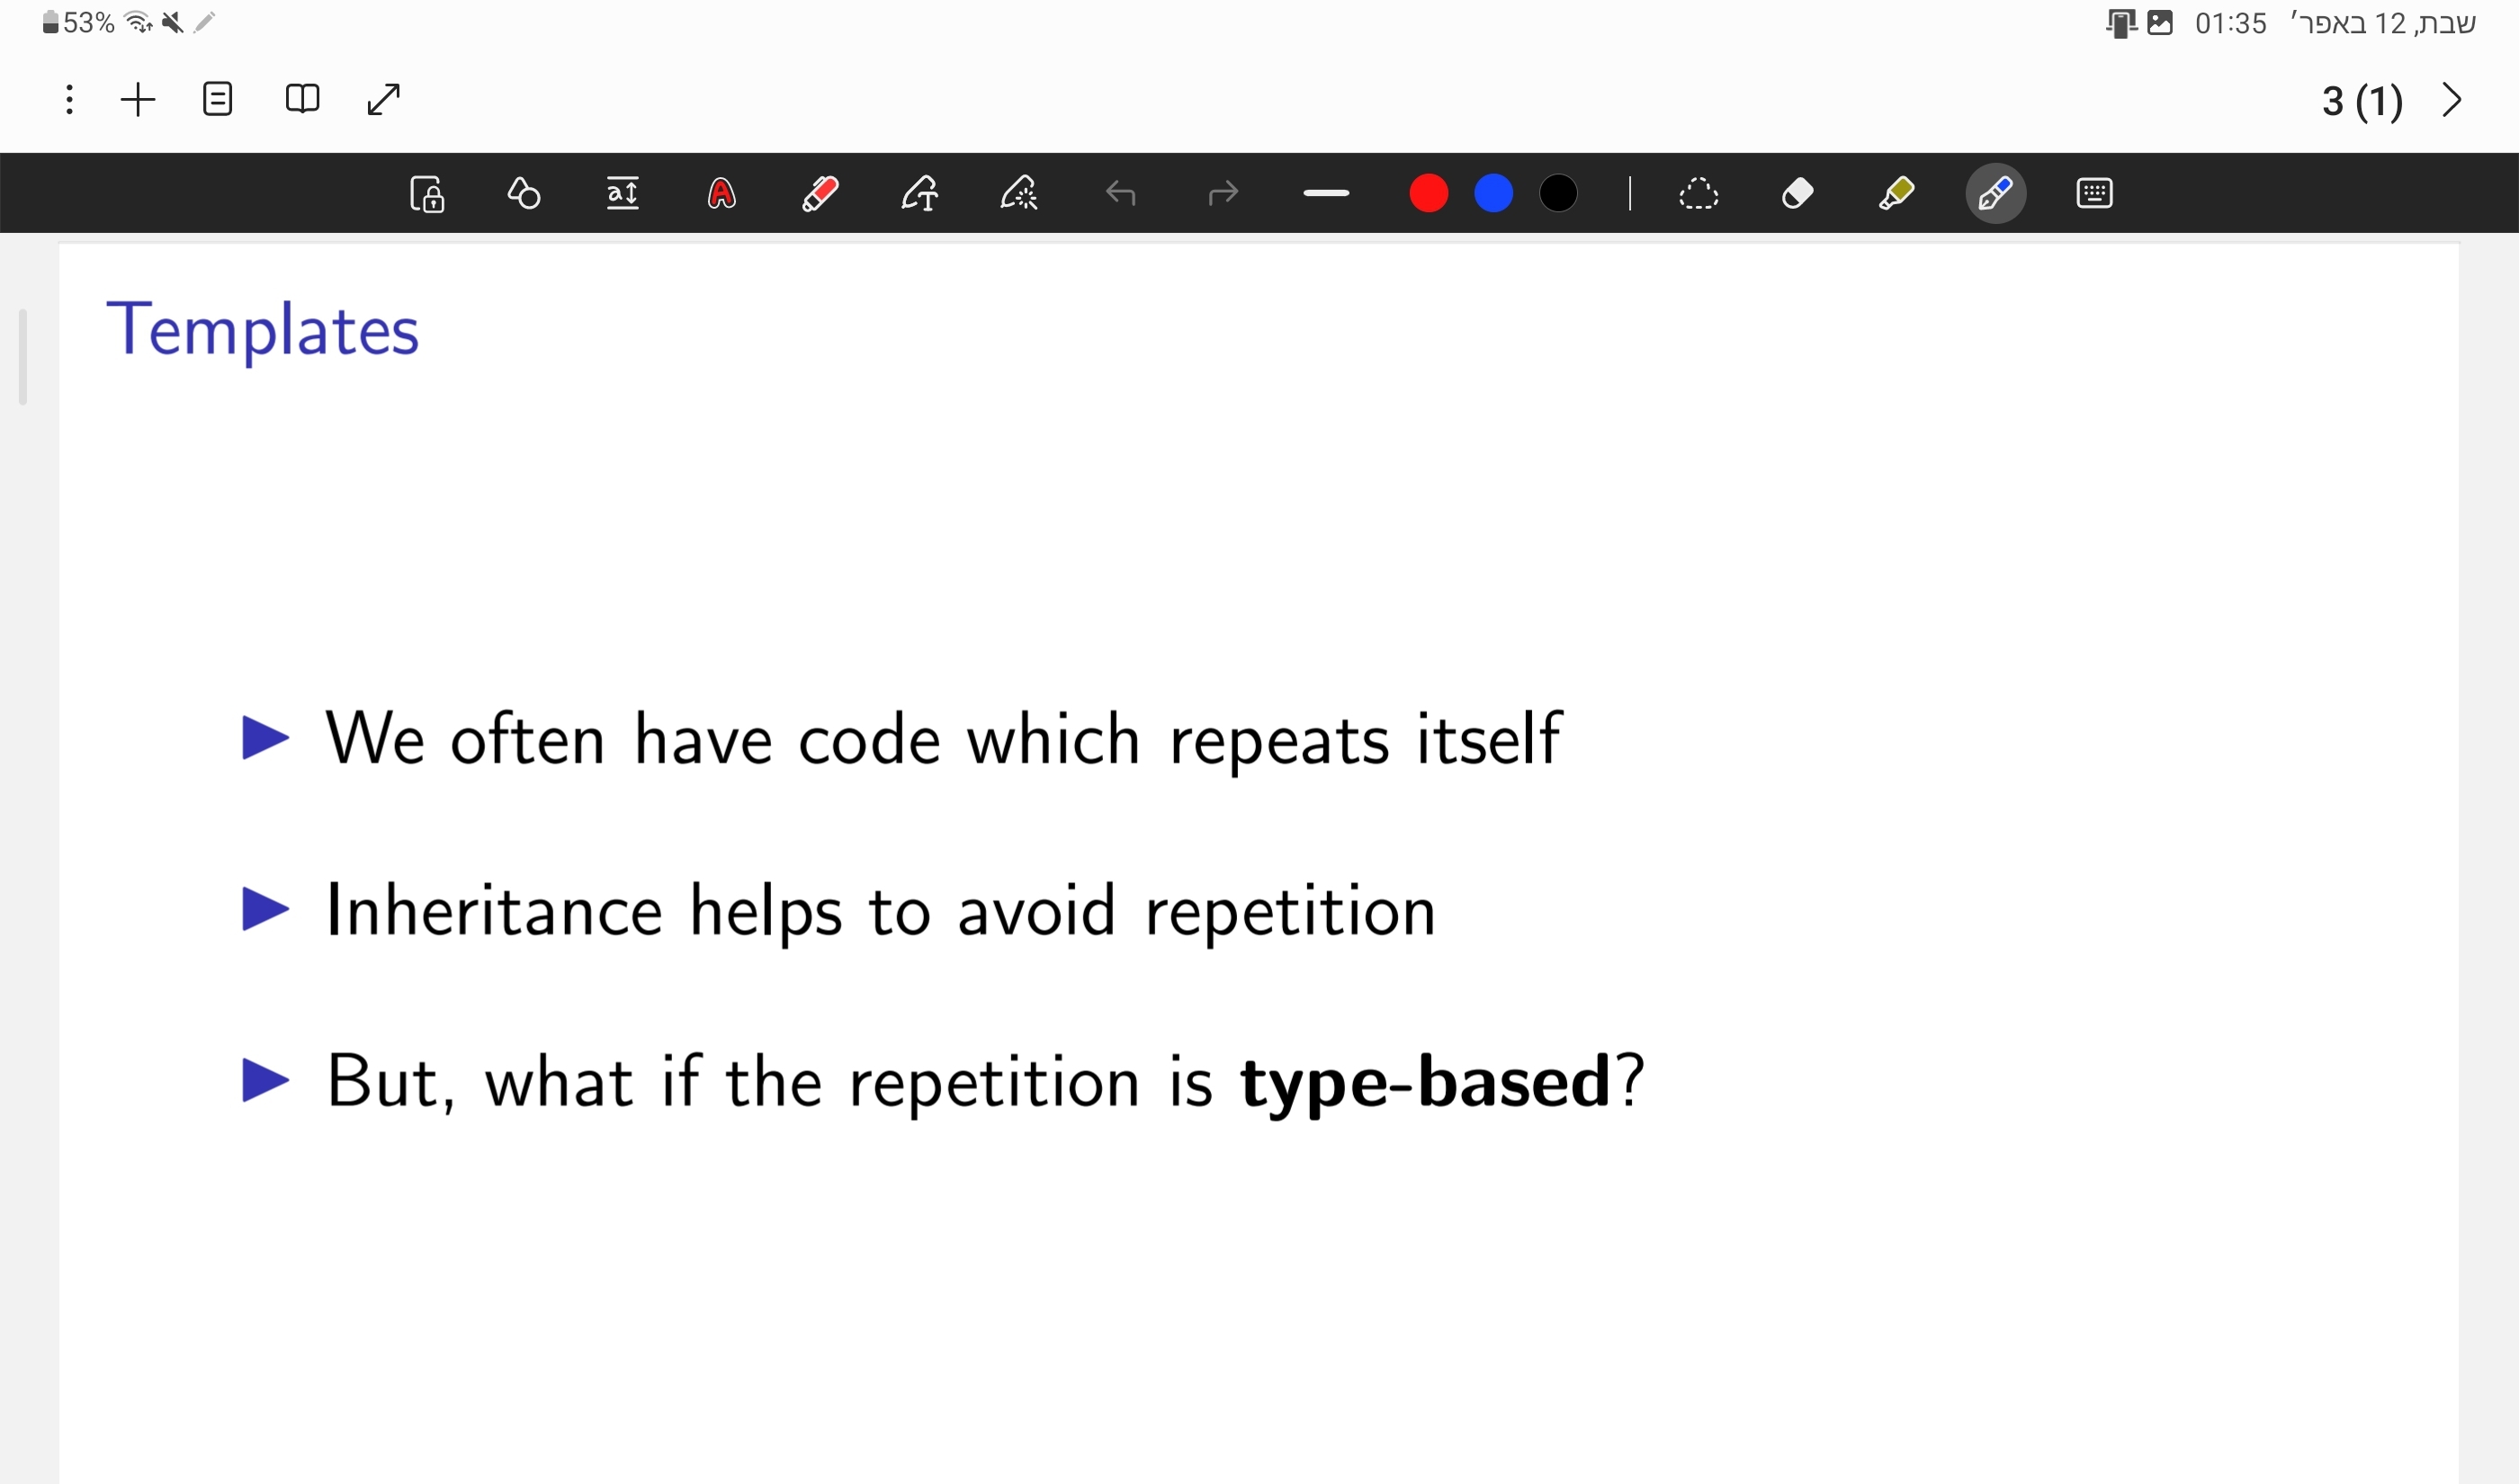 53%
01:35 שבת, 12 באפר׳
3 (1)
Templates
We often have code which repeats itself
Inheritance helps to avoid repetition
But, what if the repetition is type-based?